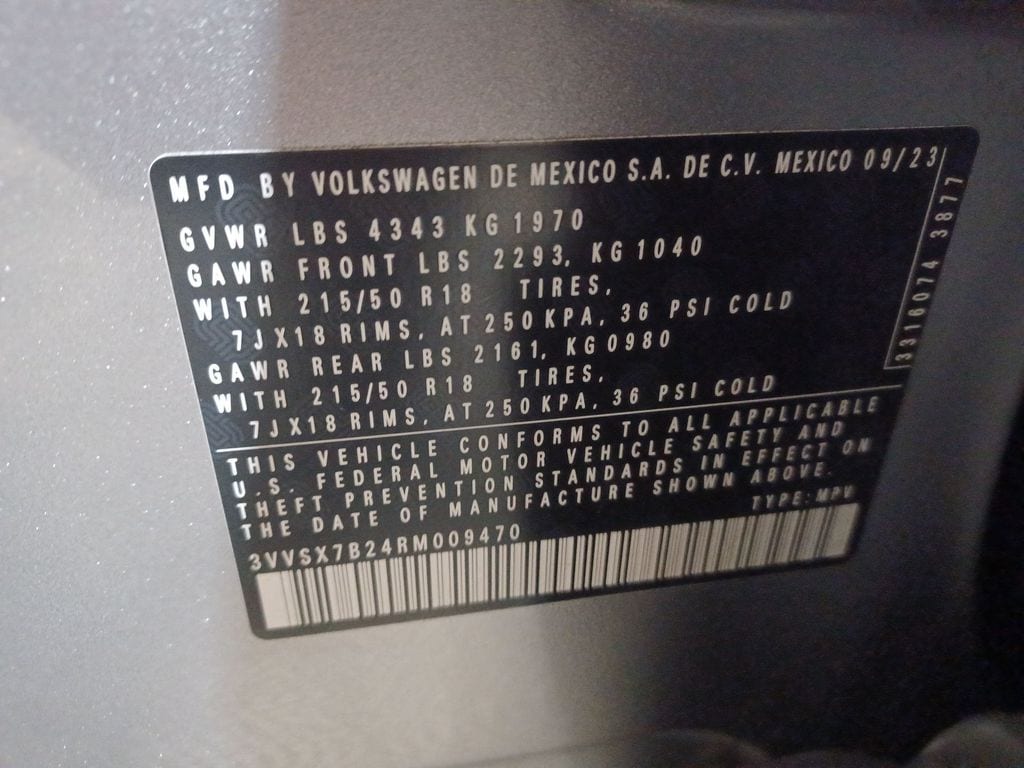 MFD BY VOLKSWAGEN DE MEXICO S.A. DE C.V. MEXICO 09/23
GVWR LBS 4343 KG 1970
GAWR FRONT LBS 2293, KG 1040
WITH 215/50 R18 TIRES,
7JX18 RIMS, AT 250 KPA, 36 PSI COLD
GAWR REAR LBS 2161, KG 0980
WITH 215/50 R18 TIRES,
7JX18 RIMS, AT 250 KPA, 36 PSI COLD
THIS VEHICLE CONFORMS TO ALL APPLICABLE
U.S. FEDERAL MOTOR VEHICLE SAFETY AND
THEFT PREVENTION STANDARDS IN EFFECT ON
THE DATE OF MANUFACTURE SHOWN ABOVE.
TYPE: MPV
3VVSX7B24RM009470
3316074 3877